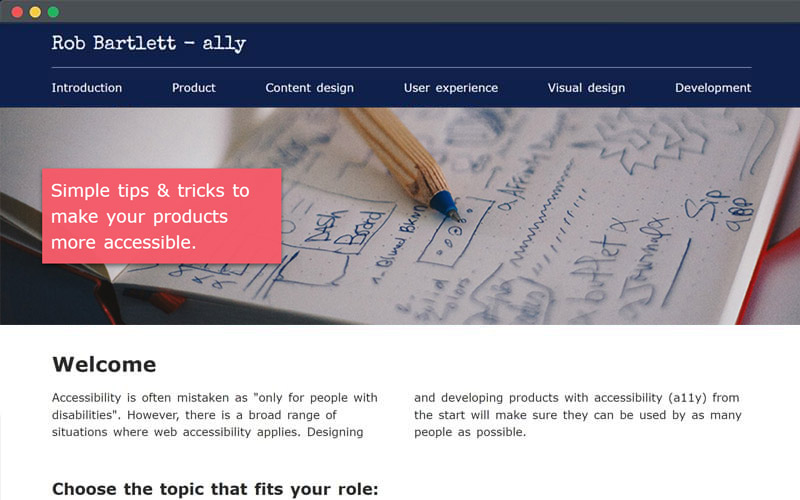 Rob Bartlett - ally
Introduction Product Content design User experience Visual design Development
Simple tips & tricks to
make your products
more accessible.
DASH
Board
Welcome
Accessibility is often mistaken as "only for people with
disabilities". However, there is a broad range of
situations where web accessibility applies. Designing
and developing products with accessibility (a11y) from
the start will make sure they can be used by as many
people as possible.
Choose the topic that fits your role: